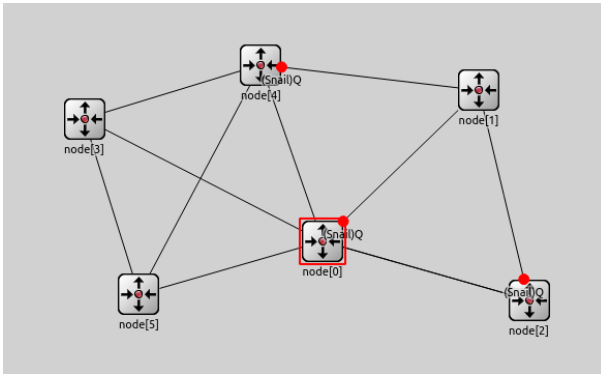 (Snail)Q
node[4]
node[1]
node[3]
(Snail)Q
node[0]
(Snail)Q
node[2]
node[5]